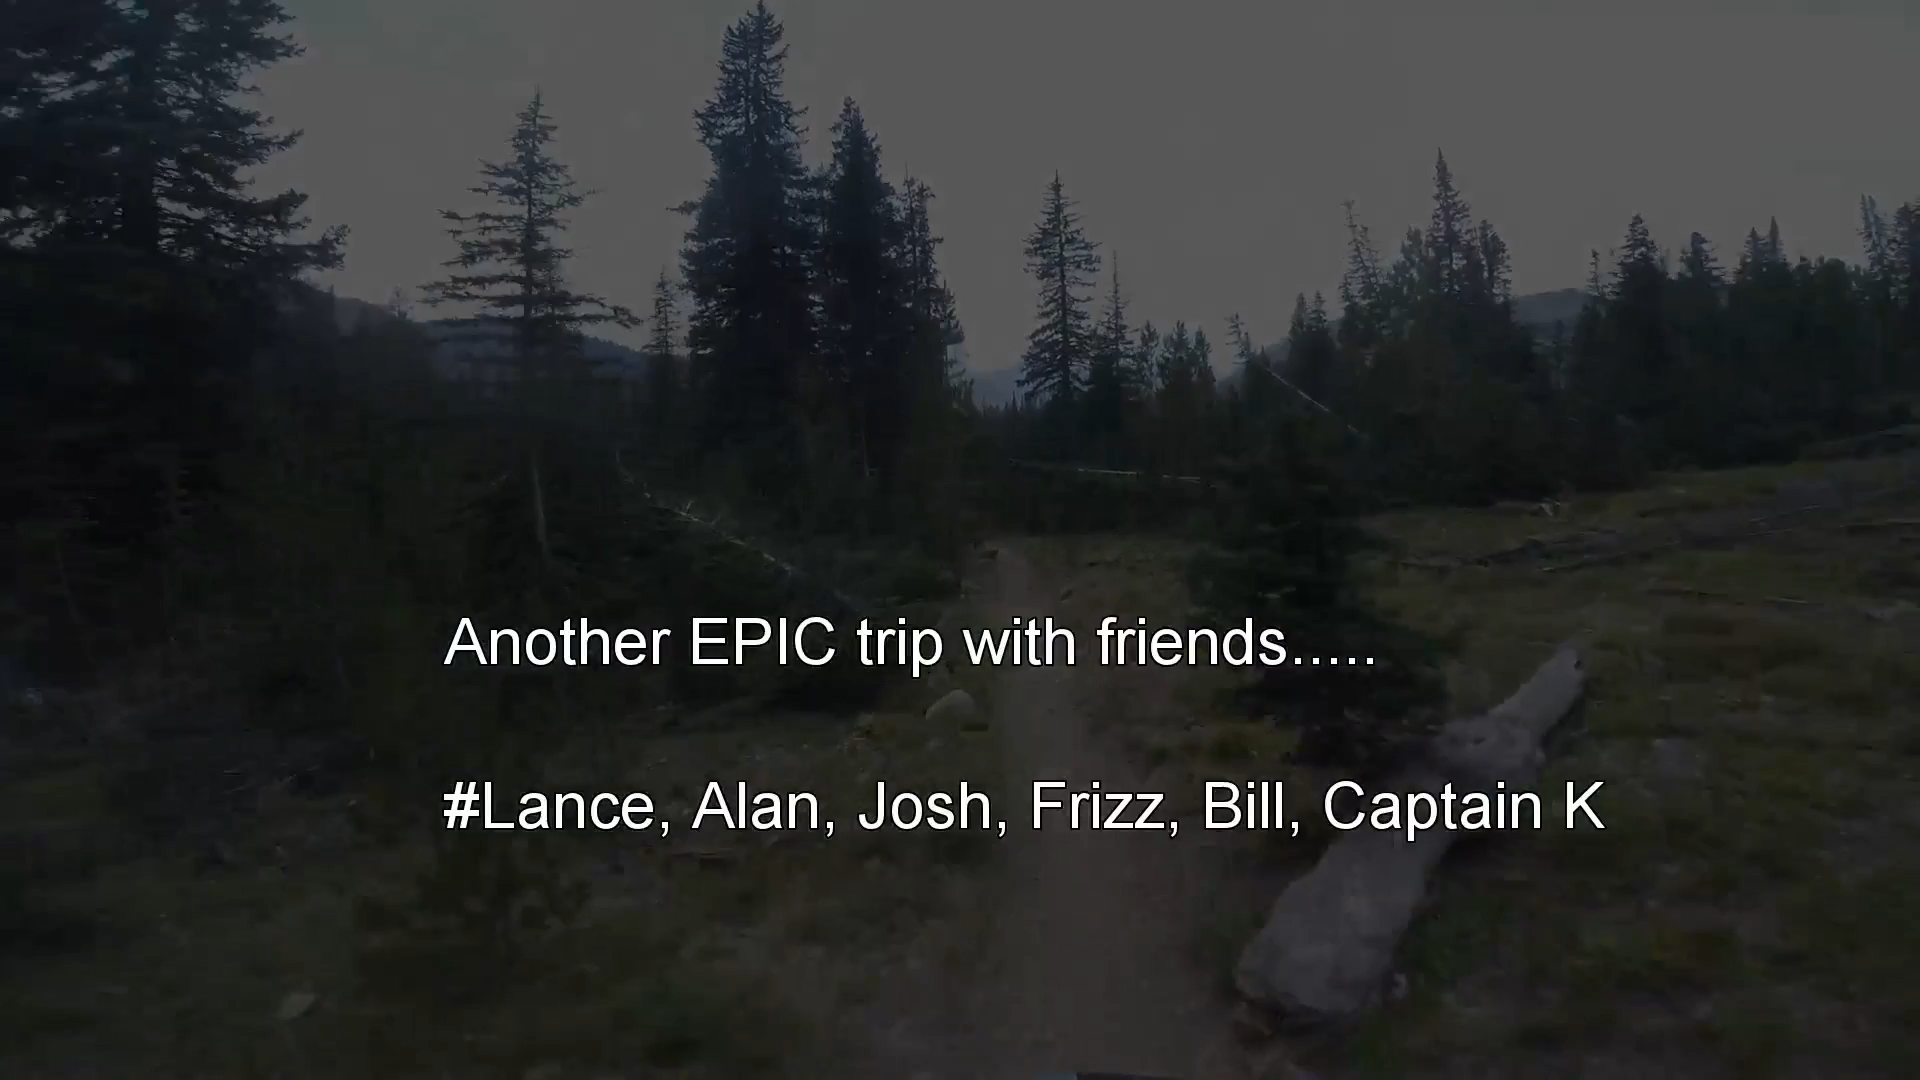 Another EPIC trip with friends.....
#Lance, Alan, Josh, Frizz, Bill, Captain K